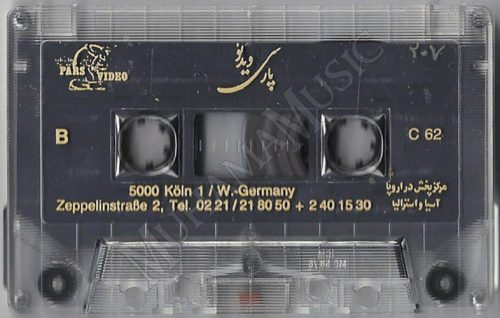 PARS VIDEO
پارس ویدیو
۲۰۷
B
C 62
5000 Köln 1 / W.-Germany
Zeppelinstraße 2, Tel. 02 21 / 21 80 50 + 2 40 15 30
مرکز پخش در اروپا
آسیا و استرالیا
MURAMAMUSIC